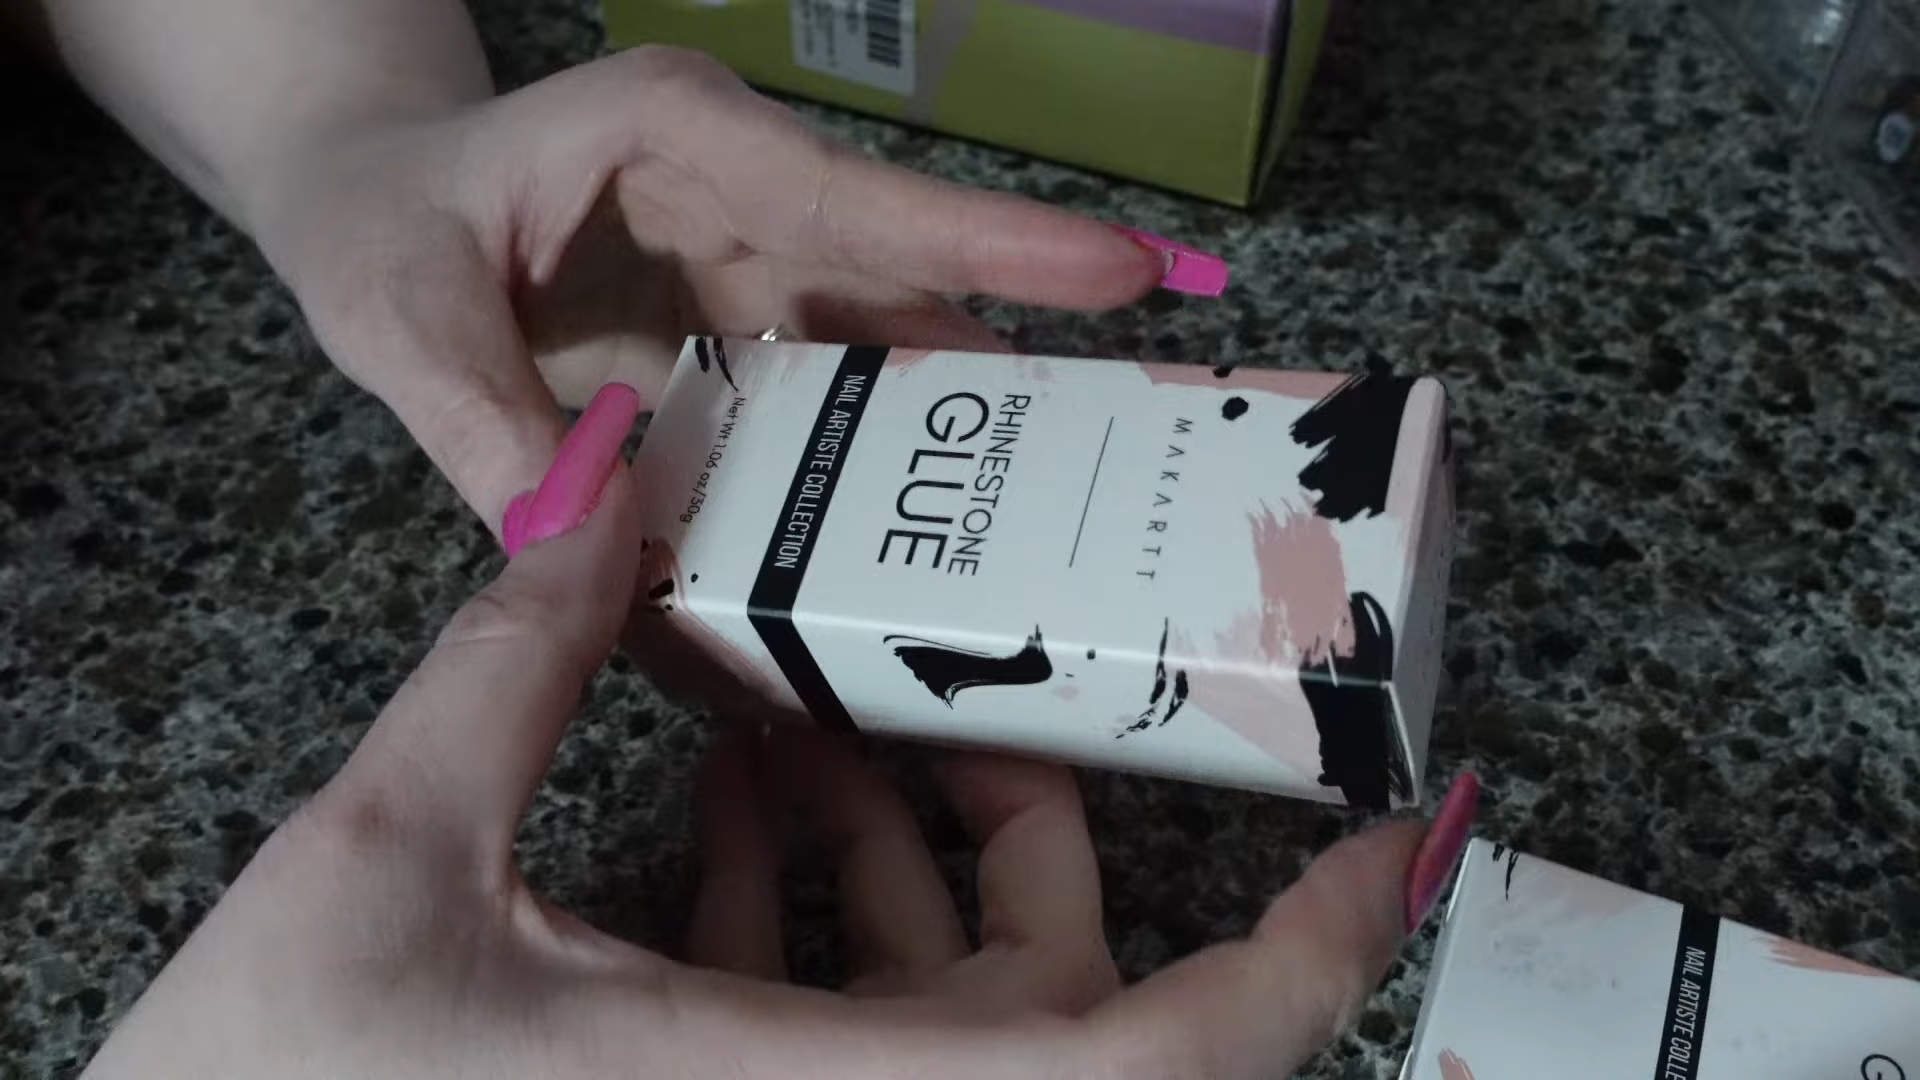 MAKARTT
RHINESTONE
GLUE
NAIL ARTISTE COLLECTION
Net Wt.1.06 oz/30g
NAIL ARTISTE COLLE
G